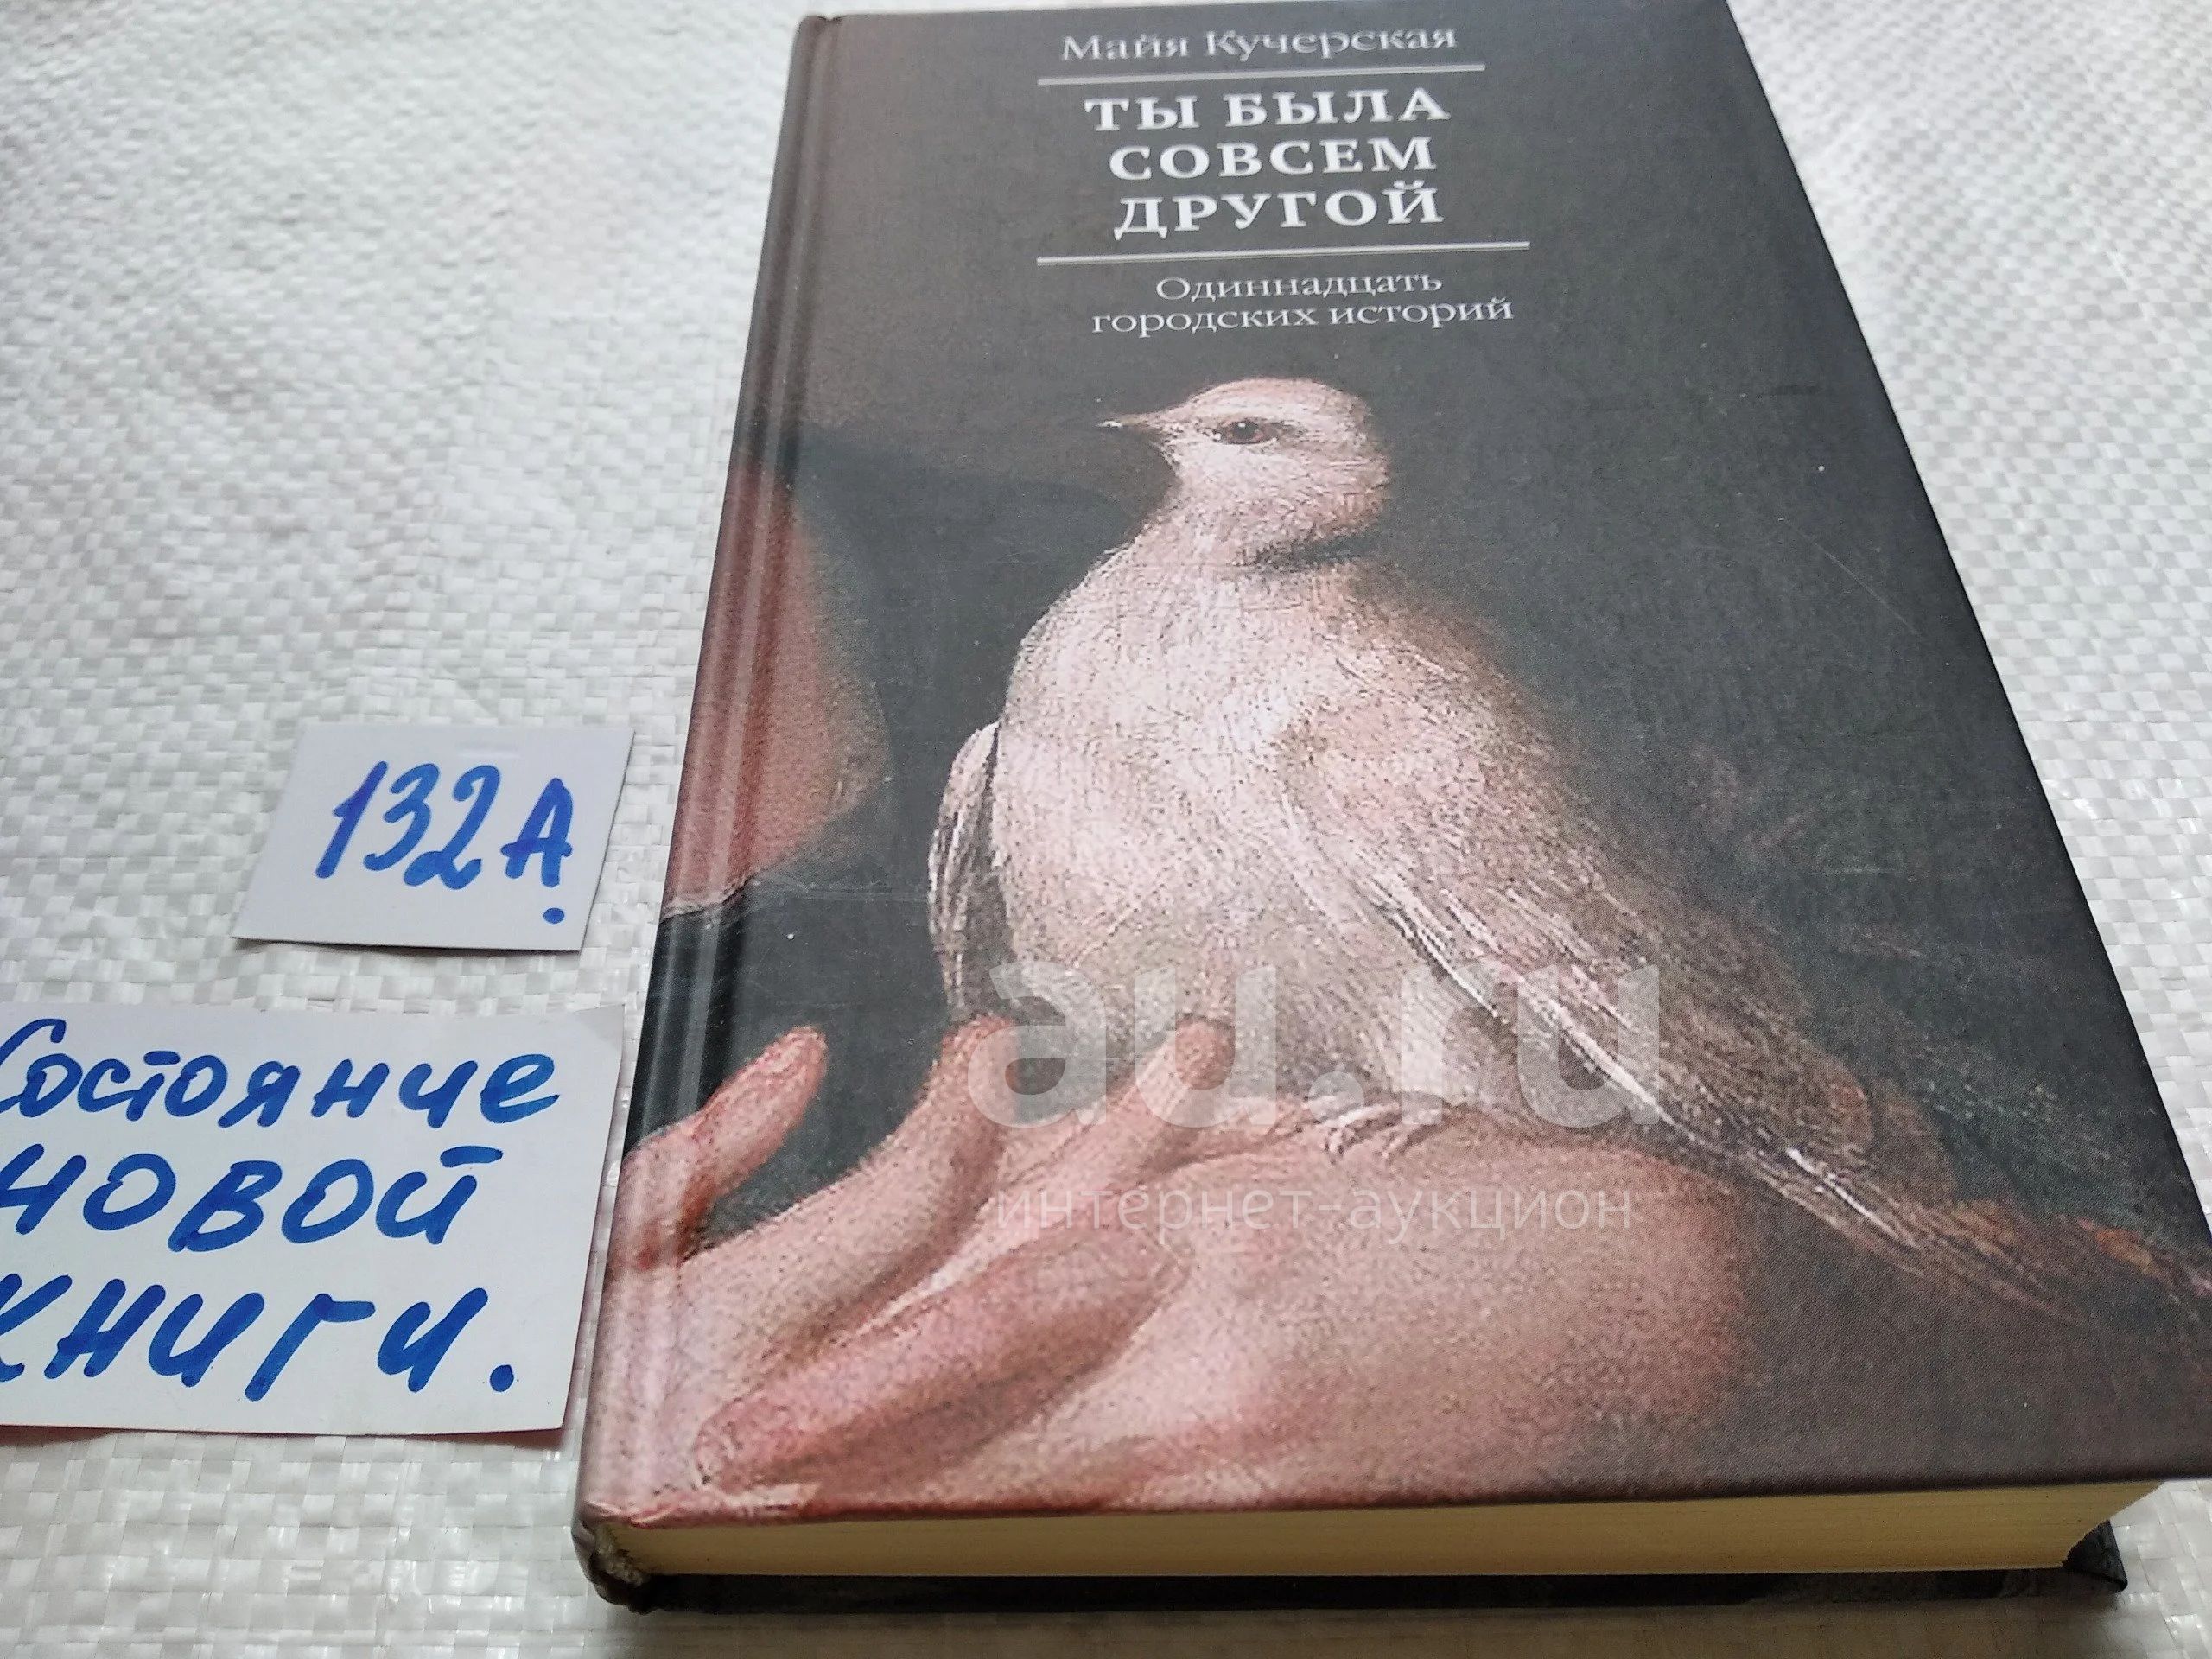 Майя Кучерская
ТЫ БЫЛА
СОВСЕМ
ДРУГОЙ
Одиннадцать
городских историй
132А.
Состояние
новой
книги.
au.ru
интернет-аукцион